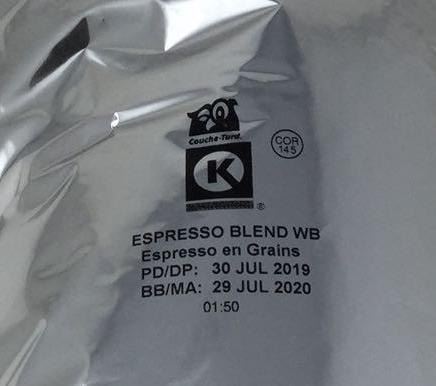 Couche-Tard.
COR
145
K
®
ESPRESSO BLEND WB
Espresso en Grains
PD/DP: 30 JUL 2019
BB/MA: 29 JUL 2020
01:50